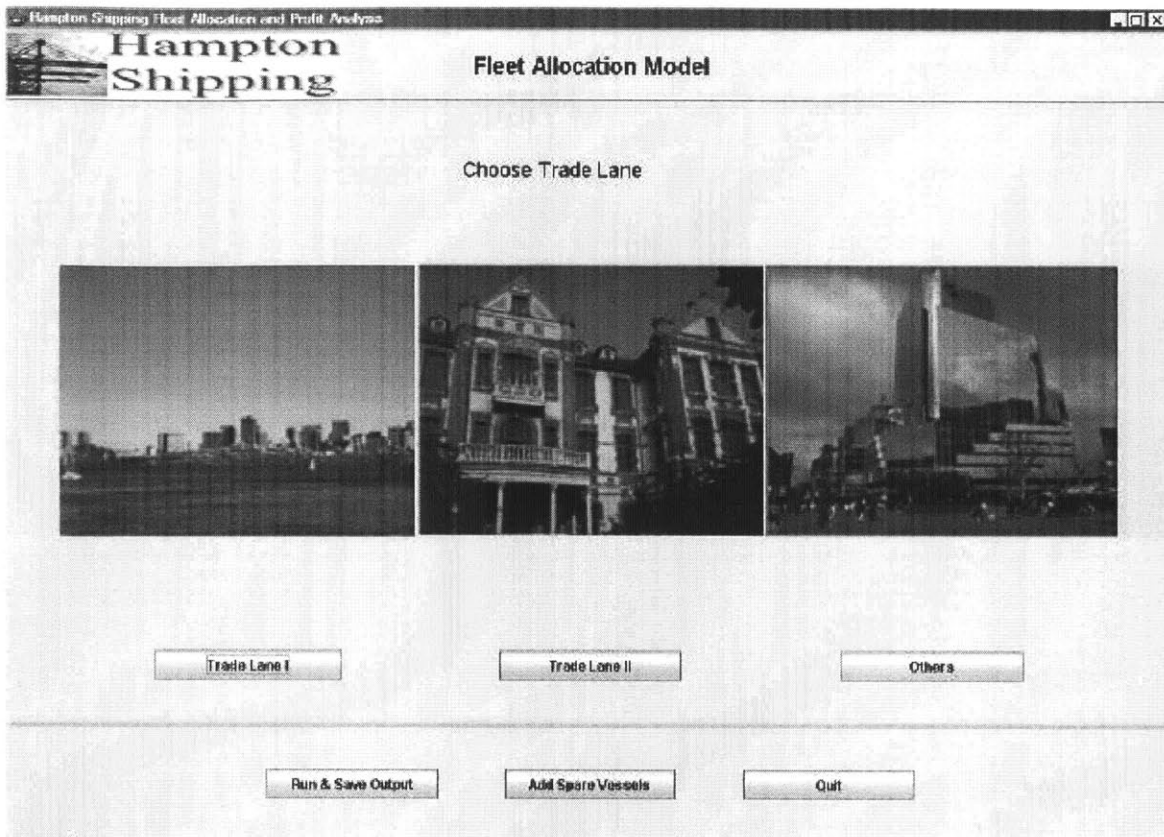 Hampton Shipping Fleet Allocation and Profit Analysis
Hampton
Shipping
Fleet Allocation Model
Choose Trade Lane
Trade Lane I
Trade Lane II
Others
Run & Save Output
Add Spare Vessels
Quit